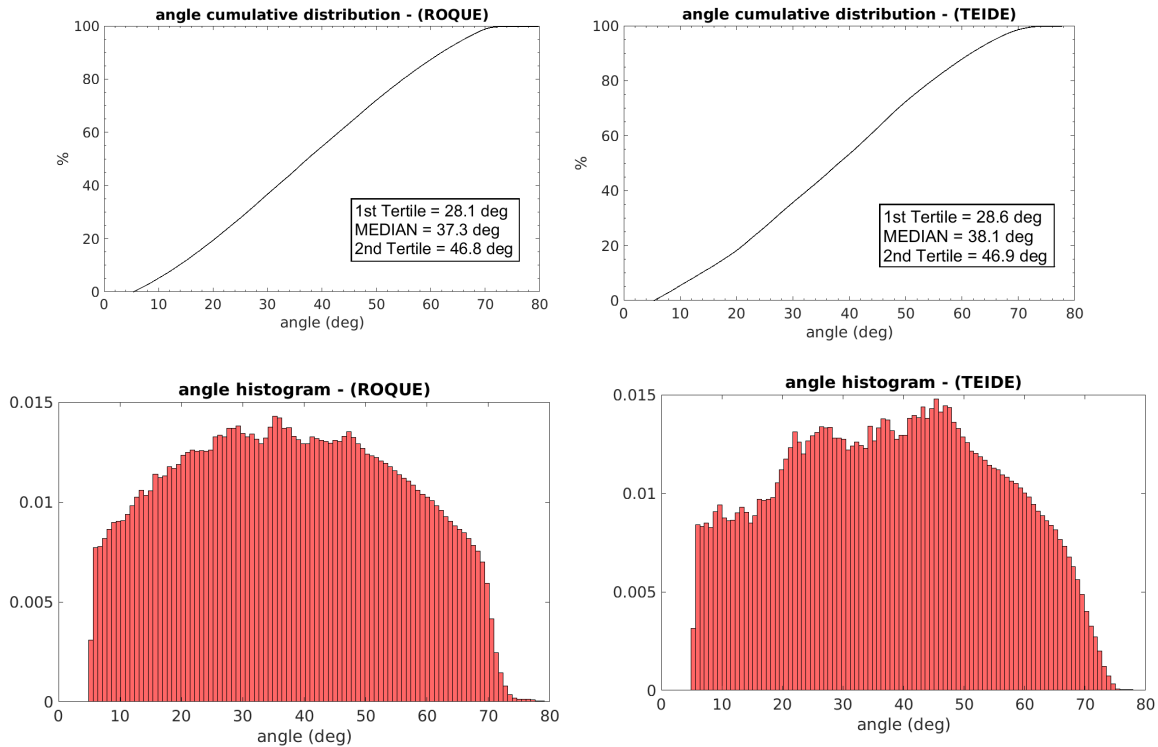 angle cumulative distribution - (ROQUE)
100
80
60
40
20
0
%
1st Tertile = 28.1 deg
MEDIAN = 37.3 deg
2nd Tertile = 46.8 deg
0 10 20 30 40 50 60 70 80
angle (deg)
angle cumulative distribution - (TEIDE)
100
80
60
40
20
0
%
1st Tertile = 28.6 deg
MEDIAN = 38.1 deg
2nd Tertile = 46.9 deg
0 10 20 30 40 50 60 70 80
angle (deg)
angle histogram - (ROQUE)
0.015
0.01
0.005
0
0 10 20 30 40 50 60 70 80
angle (deg)
angle histogram - (TEIDE)
0.015
0.01
0.005
0
0 10 20 30 40 50 60 70 80
angle (deg)